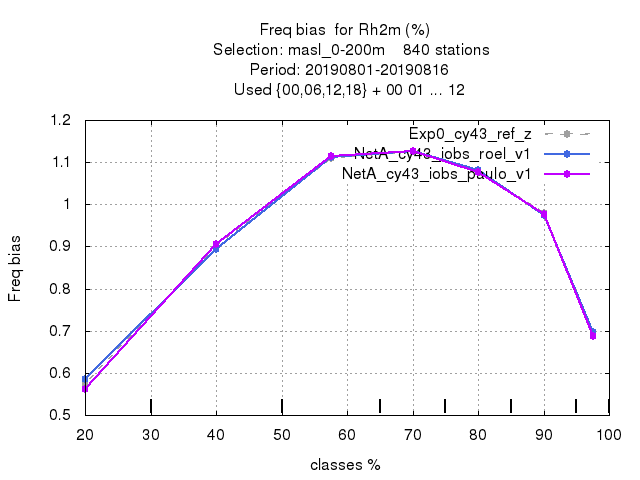 Freq bias  for Rh2m (%)
Selection: masl_0-200m    840 stations
Period: 20190801-20190816
Used {00,06,12,18} + 00 01 ... 12
Exp0_cy43_ref_z
NetA_cy43_iobs_roel_v1
NetA_cy43_iobs_paulo_v1
1.2
1.1
1
0.9
0.8
0.7
0.6
0.5
Freq bias
20 30 40 50 60 70 80 90 100
classes %